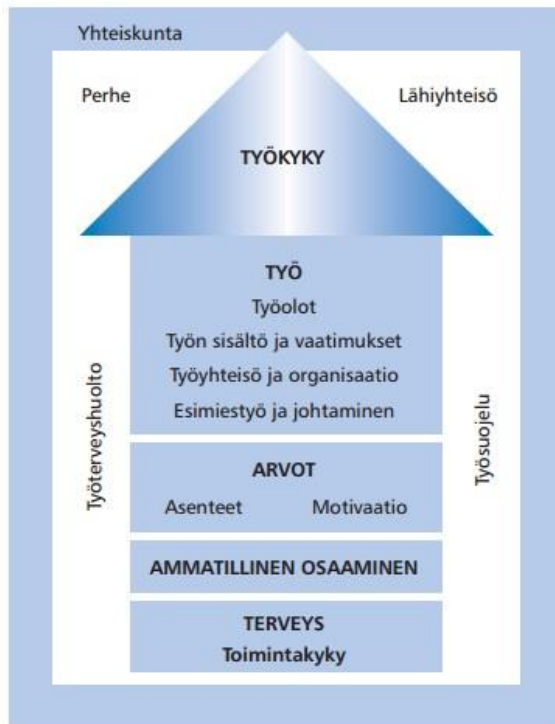 Yhteiskunta
Perhe
Lähiyhteisö
TYÖKYKY
TYÖ
Työolot
Työn sisältö ja vaatimukset
Työyhteisö ja organisaatio
Esimiestyö ja johtaminen
Työterveyshuolto
Työsuojelu
ARVOT
Asenteet Motivaatio
AMMATILLINEN OSAAMINEN
TERVEYS
Toimintakyky